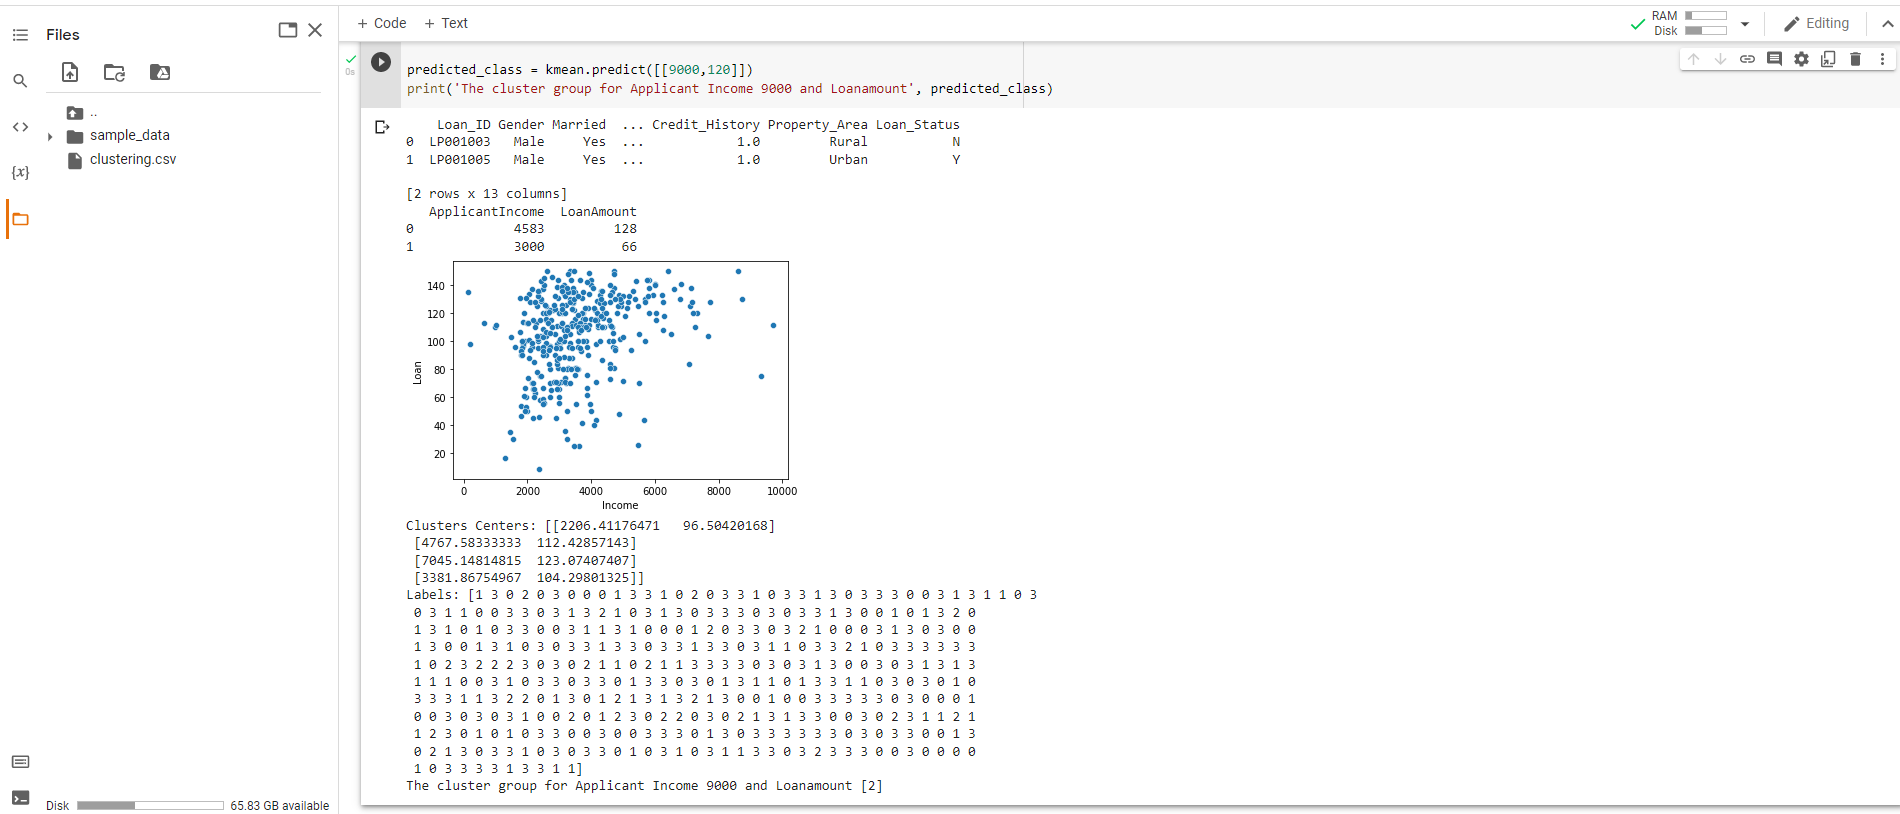 Files
..
sample_data
clustering.csv
Disk 65.83 GB available
+ Code + Text
RAM
Disk
Editing
0s
predicted_class = kmean.predict([[9000,120]])
print('The cluster group for Applicant Income 9000 and Loanamount', predicted_class)
Loan_ID Gender Married ... Credit_History Property_Area Loan_Status
0 LP001003 Male Yes ... 1.0 Rural N
1 LP001005 Male Yes ... 1.0 Urban Y
[2 rows x 13 columns]
ApplicantIncome LoanAmount
0 4583 128
1 3000 66
140
120
100
80
60
40
20
Loan
0 2000 4000 6000 8000 10000
Income
Clusters Centers: [[2206.41176471 96.50420168]
[4767.58333333 112.42857143]
[7045.14814815 123.07407407]
[3381.86754967 104.29801325]]
Labels: [1 3 0 2 0 3 0 0 0 1 3 3 1 0 2 0 3 3 1 0 3 3 1 3 0 3 3 3 0 0 3 1 3 1 1 0 3
0 3 1 1 0 0 3 3 0 3 1 3 2 1 0 3 1 3 0 3 3 3 0 3 0 3 3 1 3 0 0 1 0 1 3 2 0
1 3 1 0 1 0 3 3 0 0 3 1 1 3 1 0 0 0 1 2 0 3 3 0 3 2 1 0 0 0 3 1 3 0 3 0 0
1 3 0 0 1 3 1 0 3 0 3 3 1 3 3 0 3 3 1 3 3 0 3 1 1 0 3 3 2 1 0 3 3 3 3 3 3
1 0 2 3 2 2 2 3 0 3 0 2 1 1 0 2 1 1 3 3 3 3 0 3 0 3 1 3 0 0 3 0 3 1 3 1 3
1 1 1 0 0 3 1 0 3 3 0 3 3 0 1 3 3 0 3 0 1 3 1 1 0 1 3 3 1 1 0 3 0 3 0 1 0
3 3 3 1 1 3 2 2 0 1 3 0 1 2 1 3 1 3 2 1 3 0 0 1 0 0 3 3 3 3 3 0 3 0 0 0 1
0 0 3 0 3 0 3 1 0 0 2 0 1 2 3 0 2 2 0 3 0 2 1 3 1 3 3 0 0 3 0 2 3 1 1 2 1
1 2 3 0 1 0 1 0 3 3 0 0 3 0 0 3 3 3 0 1 3 0 3 3 3 3 3 3 0 3 0 3 3 0 0 1 3
0 2 1 3 0 3 3 1 0 3 0 3 3 0 1 0 3 1 0 3 1 1 3 3 0 3 2 3 3 3 0 0 3 0 0 0 0
1 0 3 3 3 3 1 3 3 1 1]
The cluster group for Applicant Income 9000 and Loanamount [2]